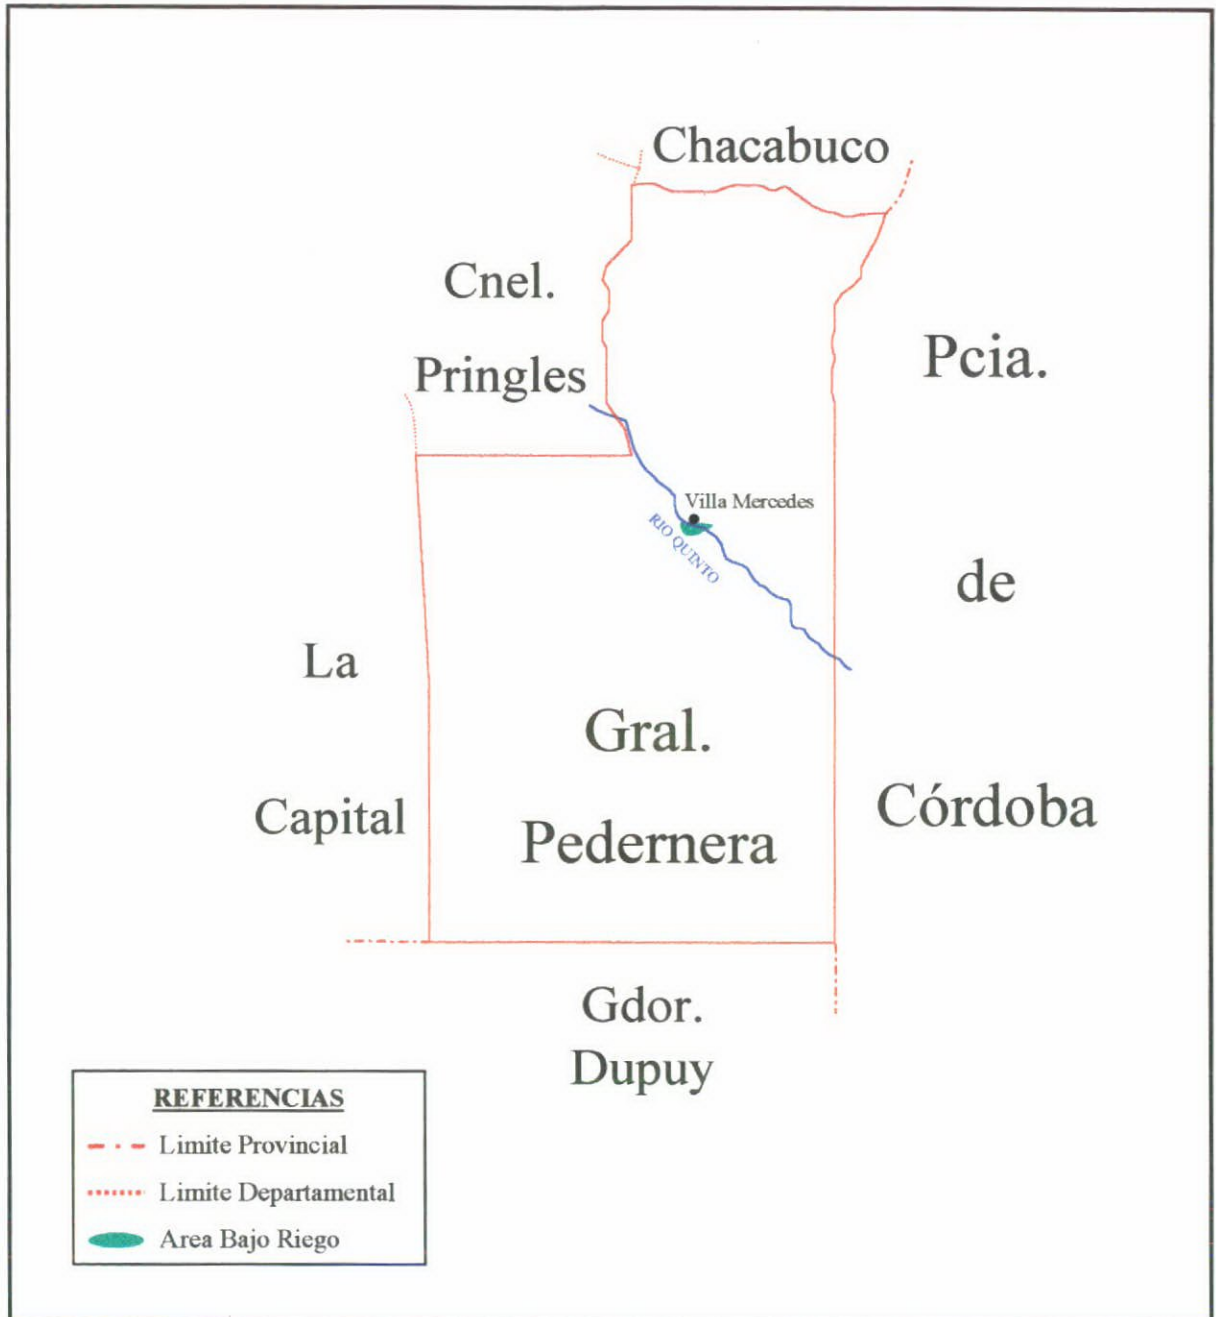 Chacabuco
Cnel.
Pringles
Pcia.
de
Córdoba
Villa Mercedes
RIO QUINTO
La
Capital
Gral.
Pedernera
Gdor.
Dupuy
REFERENCIAS
Limite Provincial
Limite Departamental
Area Bajo Riego